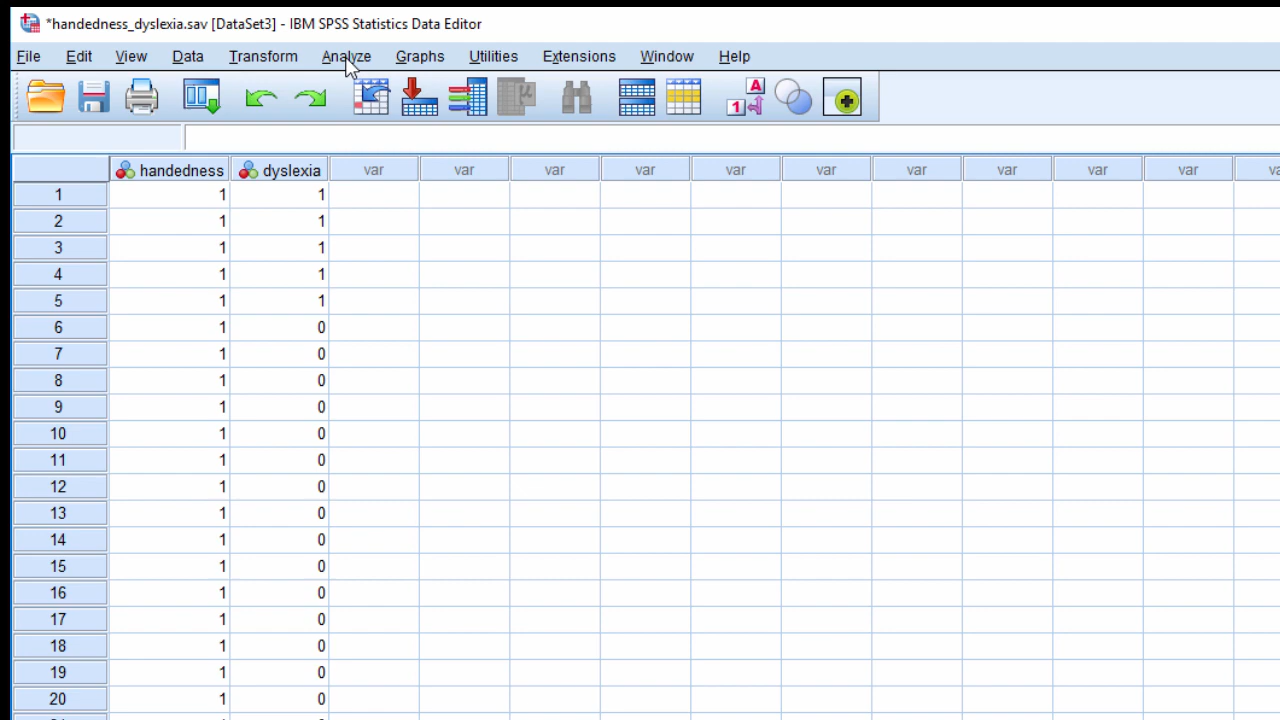 *handedness_dyslexia.sav [DataSet3] - IBM SPSS Statistics Data Editor
File Edit View Data Transform Analyze Graphs Utilities Extensions Window Help
handedness dyslexia var var var var var var var var var var
1 1 1
2 1 1
3 1 1
4 1 1
5 1 1
6 1 0
7 1 0
8 1 0
9 1 0
10 1 0
11 1 0
12 1 0
13 1 0
14 1 0
15 1 0
16 1 0
17 1 0
18 1 0
19 1 0
20 1 0